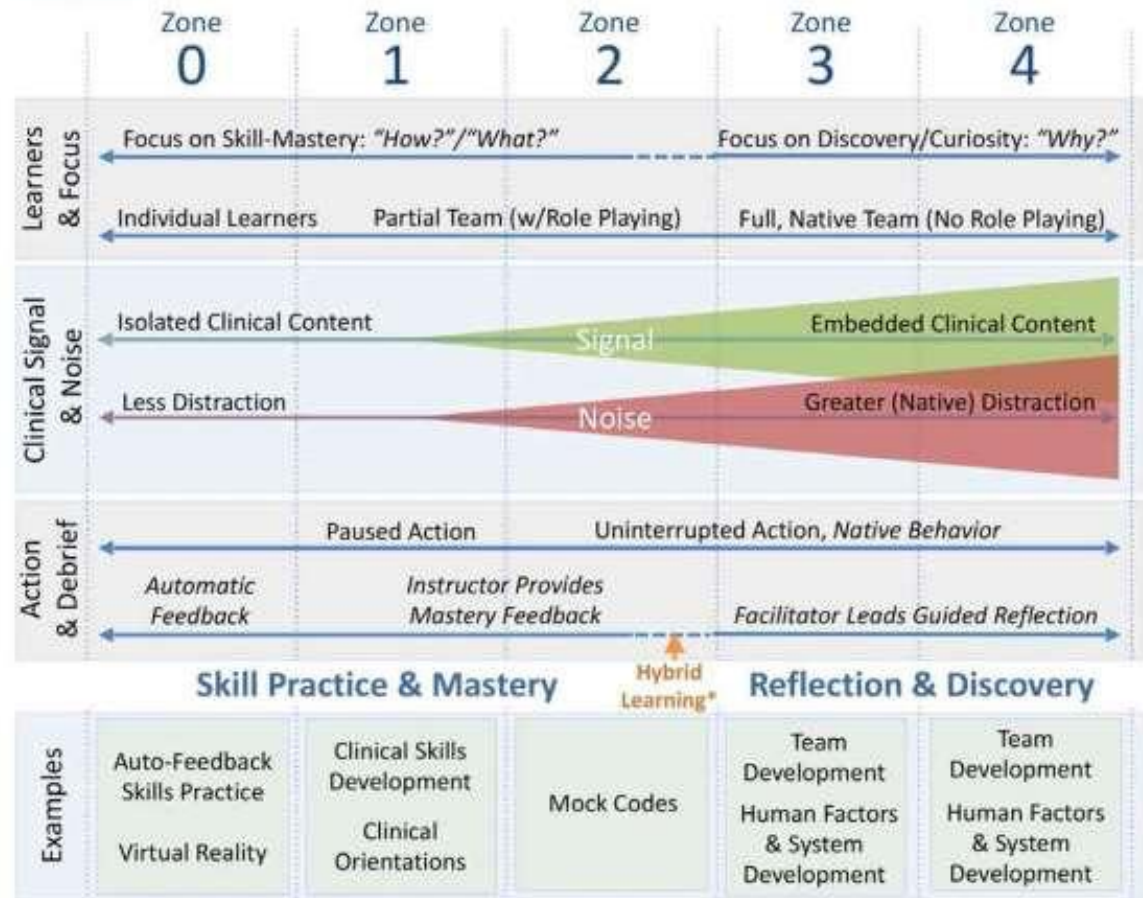 Zone Zone Zone Zone Zone
0 1 2 3 4
Learners
& Focus
Focus on Skill-Mastery: "How?"/"What?" Focus on Discovery/Curiosity: "Why?"
Individual Learners Partial Team (w/Role Playing) Full, Native Team (No Role Playing)
Clinical Signal
& Noise
Isolated Clinical Content Signal Embedded Clinical Content
Less Distraction Noise Greater (Native) Distraction
Action
& Debrief
Paused Action Uninterrupted Action, Native Behavior
Automatic
Feedback
Instructor Provides
Mastery Feedback
Facilitator Leads Guided Reflection
Skill Practice & Mastery
Hybrid
Learning*
Reflection & Discovery
Examples
Auto-Feedback
Skills Practice
Virtual Reality
Clinical Skills
Development
Clinical
Orientations
Mock Codes
Team
Development
Human Factors
& System
Development
Team
Development
Human Factors
& System
Development